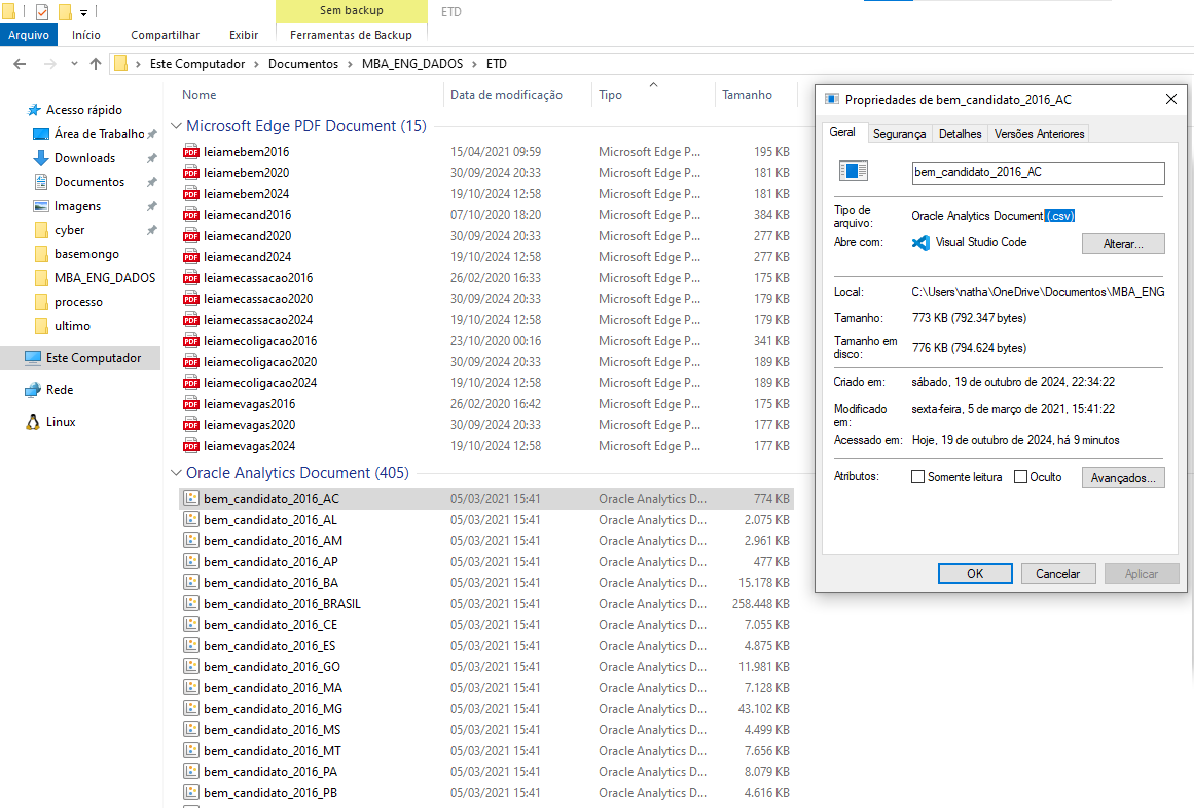 Sem backup ETD
Arquivo Início Compartilhar Exibir Ferramentas de Backup
Este Computador Documentos MBA_ENG_DADOS ETD
Acesso rápido
Área de Trabalho
Downloads
Documentos
Imagens
cyber
basemongo
MBA_ENG_DADOS
processo
ultimo
Este Computador
Rede
Linux
Nome Data de modificação Tipo Tamanho
Microsoft Edge PDF Document (15)
leiamebem2016 15/04/2021 09:59 Microsoft Edge P... 195 KB
leiamebem2020 30/09/2024 20:33 Microsoft Edge P... 181 KB
leiamebem2024 19/10/2024 12:58 Microsoft Edge P... 181 KB
leiamecand2016 07/10/2020 18:20 Microsoft Edge P... 384 KB
leiamecand2020 30/09/2024 20:33 Microsoft Edge P... 277 KB
leiamecand2024 19/10/2024 12:58 Microsoft Edge P... 277 KB
leiamecassacao2016 26/02/2020 16:33 Microsoft Edge P... 175 KB
leiamecassacao2020 30/09/2024 20:33 Microsoft Edge P... 179 KB
leiamecassacao2024 19/10/2024 12:58 Microsoft Edge P... 179 KB
leiamecoligacao2016 23/10/2020 00:16 Microsoft Edge P... 341 KB
leiamecoligacao2020 30/09/2024 20:33 Microsoft Edge P... 189 KB
leiamecoligacao2024 19/10/2024 12:58 Microsoft Edge P... 189 KB
leiamevagas2016 26/02/2020 16:42 Microsoft Edge P... 175 KB
leiamevagas2020 30/09/2024 20:33 Microsoft Edge P... 177 KB
leiamevagas2024 19/10/2024 12:58 Microsoft Edge P... 177 KB
Oracle Analytics Document (405)
bem_candidato_2016_AC 05/03/2021 15:41 Oracle Analytics D... 774 KB
bem_candidato_2016_AL 05/03/2021 15:41 Oracle Analytics D... 2.075 KB
bem_candidato_2016_AM 05/03/2021 15:41 Oracle Analytics D... 2.961 KB
bem_candidato_2016_AP 05/03/2021 15:41 Oracle Analytics D... 477 KB
bem_candidato_2016_BA 05/03/2021 15:41 Oracle Analytics D... 15.178 KB
bem_candidato_2016_BRASIL 05/03/2021 15:41 Oracle Analytics D... 258.448 KB
bem_candidato_2016_CE 05/03/2021 15:41 Oracle Analytics D... 7.055 KB
bem_candidato_2016_ES 05/03/2021 15:41 Oracle Analytics D... 4.875 KB
bem_candidato_2016_GO 05/03/2021 15:41 Oracle Analytics D... 11.981 KB
bem_candidato_2016_MA 05/03/2021 15:41 Oracle Analytics D... 7.128 KB
bem_candidato_2016_MG 05/03/2021 15:41 Oracle Analytics D... 43.102 KB
bem_candidato_2016_MS 05/03/2021 15:41 Oracle Analytics D... 4.499 KB
bem_candidato_2016_MT 05/03/2021 15:41 Oracle Analytics D... 7.656 KB
bem_candidato_2016_PA 05/03/2021 15:41 Oracle Analytics D... 8.079 KB
bem_candidato_2016_PB 05/03/2021 15:41 Oracle Analytics D... 4.616 KB
Propriedades de bem_candidato_2016_AC
Geral Segurança Detalhes Versões Anteriores
bem_candidato_2016_AC
Tipo de
arquivo: Oracle Analytics Document (.csv)
Abre com: Visual Studio Code Alterar...
Local: C:\Users\natha\OneDrive\Documentos\MBA_ENG
Tamanho: 773 KB (792.347 bytes)
Tamanho em
disco: 776 KB (794.624 bytes)
Criado em: sábado, 19 de outubro de 2024, 22:34:22
Modificado
em: sexta-feira, 5 de março de 2021, 15:41:22
Acessado em: Hoje, 19 de outubro de 2024, há 9 minutos
Atributos: Somente leitura Oculto Avançados...
OK Cancelar Aplicar